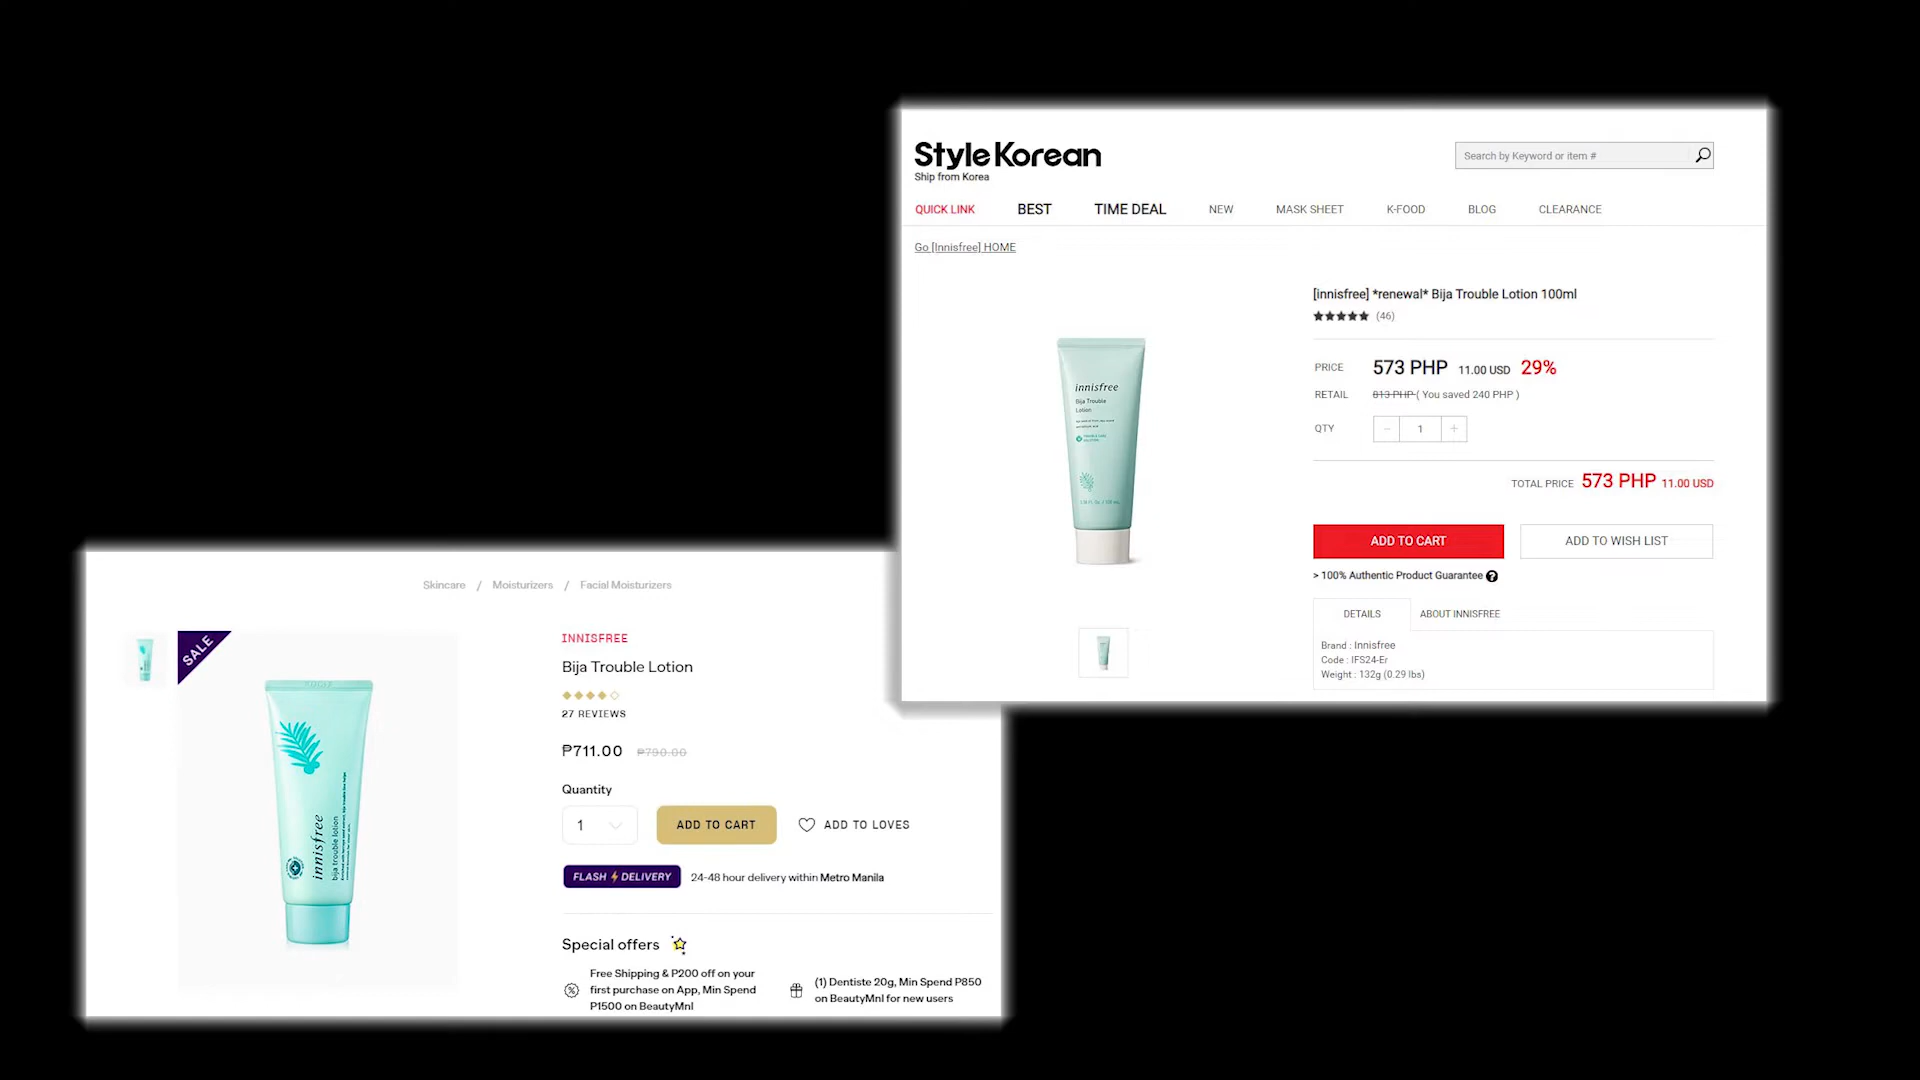 StyleKorean
Ship from Korea
Search by Keyword or item #
QUICK LINK BEST TIME DEAL NEW MASK SHEET K-FOOD BLOG CLEARANCE
Go [Innisfree] HOME
[innisfree] *renewal* Bija Trouble Lotion 100ml
★★★★★ (46)
PRICE 573 PHP 11.00 USD 29%
RETAIL 813 PHP ( You saved 240 PHP )
QTY - 1 +
TOTAL PRICE 573 PHP 11.00 USD
ADD TO CART ADD TO WISH LIST
> 100% Authentic Product Guarantee ?
DETAILS ABOUT INNISFREE
Brand : Innisfree
Code : IFS24-Er
Weight : 132g (0.29 lbs)
innisfree
Bija Trouble
Lotion
Skincare / Moisturizers / Facial Moisturizers
SALE
INNISFREE
Bija Trouble Lotion
27 REVIEWS
₱711.00 ₱790.00
Quantity
1 ADD TO CART ADD TO LOVES
FLASH DELIVERY 24-48 hour delivery within Metro Manila
Special offers
Free Shipping & P200 off on your
first purchase on App, Min Spend
P1500 on BeautyMnl
(1) Dentiste 20g, Min Spend P850
on BeautyMnl for new users
innisfree
bija trouble lotion